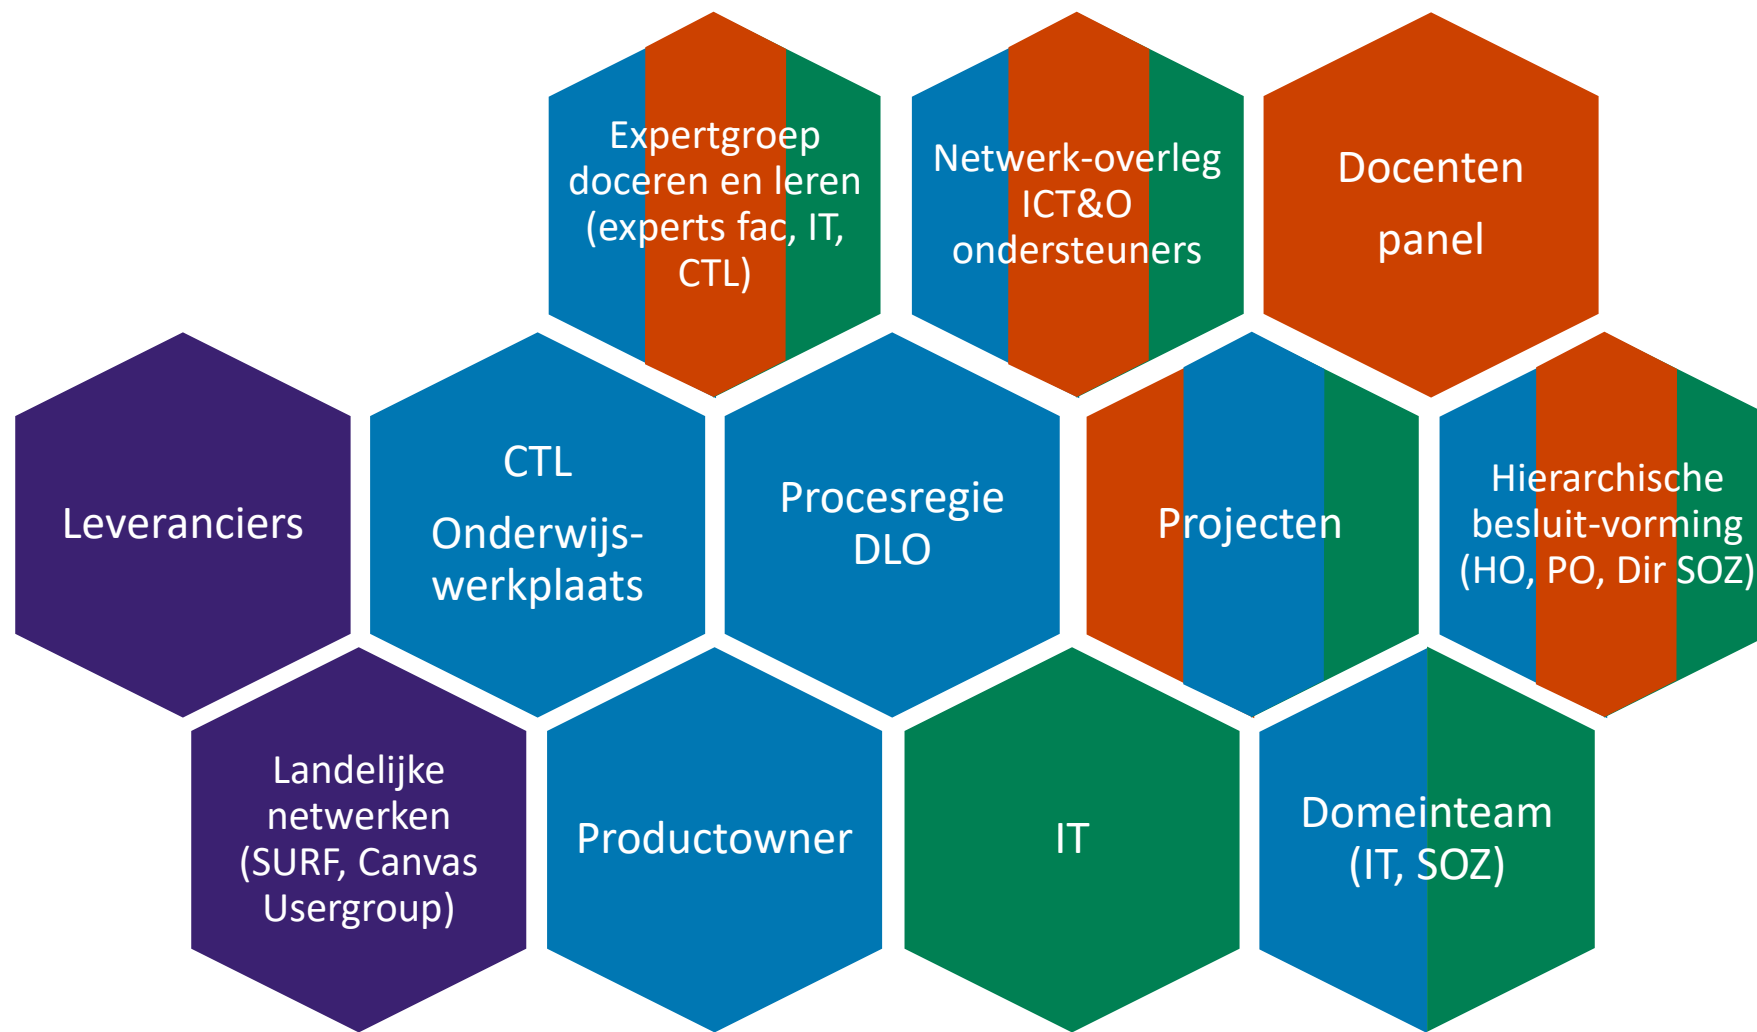 Expertgroep
doceren en leren
(experts fac, IT,
CTL)
Netwerk-overleg
ICT&O
ondersteuners
Docenten
panel
Leveranciers
CTL
Onderwijs-
werkplaats
Procesregie
DLO
Projecten
Hierarchische
besluit-vorming
(HO, PO, Dir SOZ)
Landelijke
netwerken
(SURF, Canvas
Usergroup)
Productowner
IT
Domeinteam
(IT, SOZ)